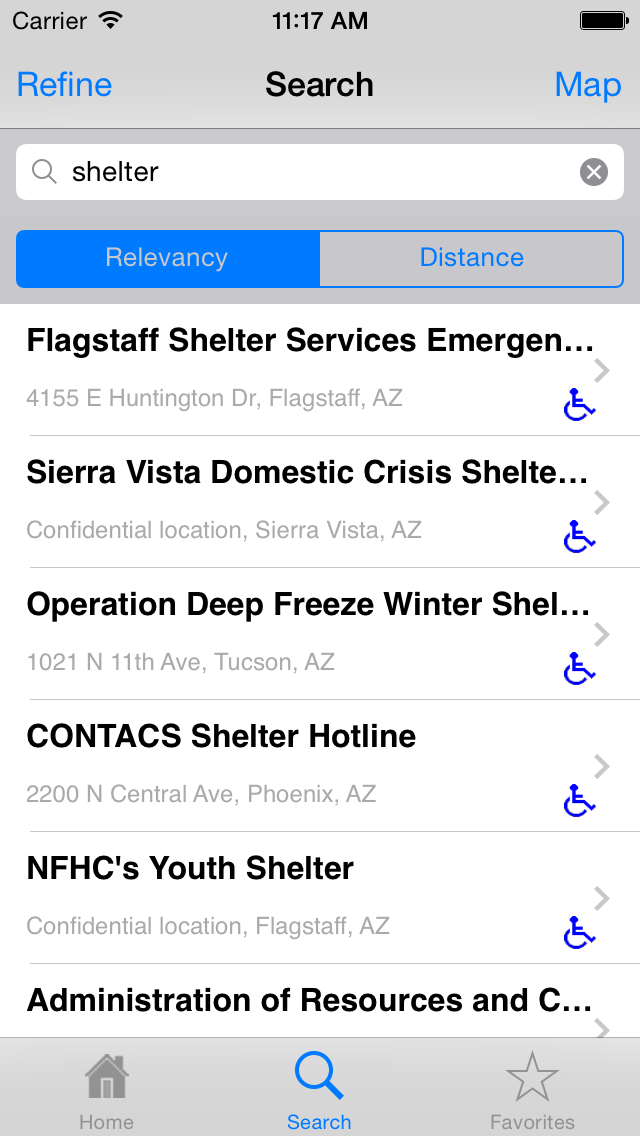 Carrier 11:17 AM
Refine Search Map
shelter
Relevancy Distance
Flagstaff Shelter Services Emergen...
4155 E Huntington Dr, Flagstaff, AZ
Sierra Vista Domestic Crisis Shelte...
Confidential location, Sierra Vista, AZ
Operation Deep Freeze Winter Shel...
1021 N 11th Ave, Tucson, AZ
CONTACS Shelter Hotline
2200 N Central Ave, Phoenix, AZ
NFHC's Youth Shelter
Confidential location, Flagstaff, AZ
Administration of Resources and C...
Home Search Favorites